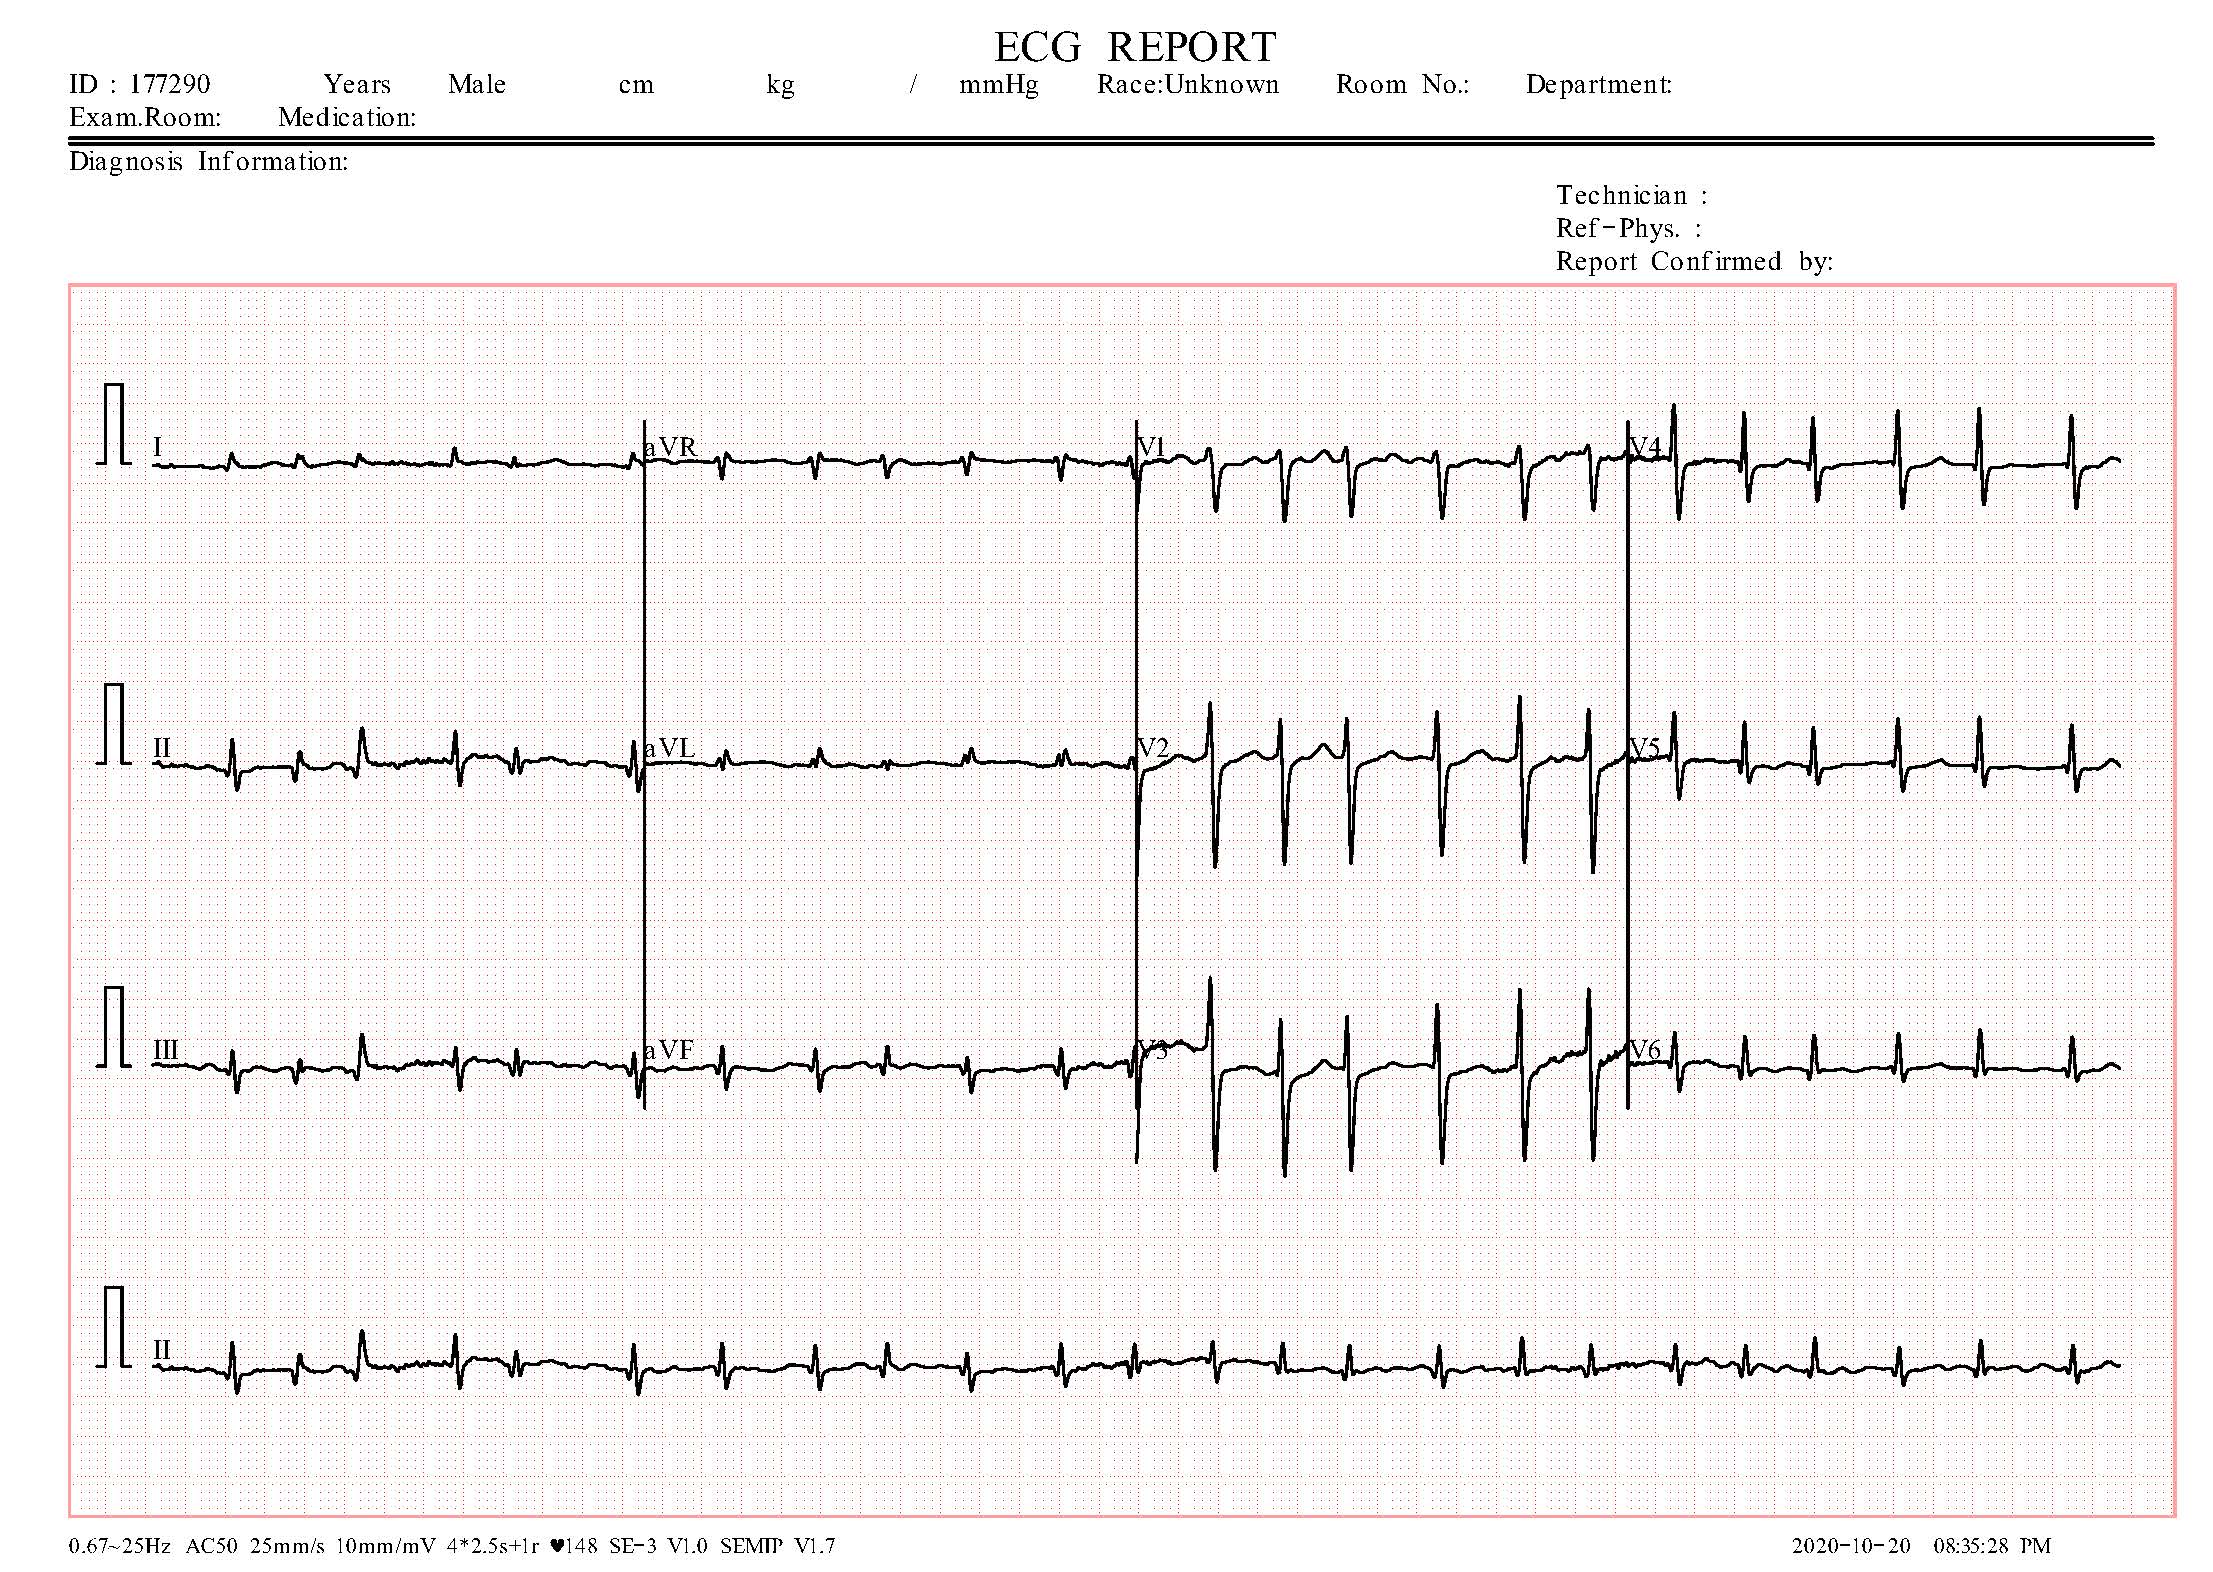 ECG REPORT
ID : 177290 Years Male cm kg / mmHg Race:Unknown Room No.: Department:
Exam.Room: Medication:
Diagnosis Information:
Technician :
Ref-Phys. :
Report Confirmed by:
I aVR V1 V4
II aVL V2 V5
III aVF V3 V6
II
0.67~25Hz AC50 25mm/s 10mm/mV 4*2.5s+1r ♥148 SE-3 V1.0 SEMIP V1.7 2020-10-20 08:35:28 PM